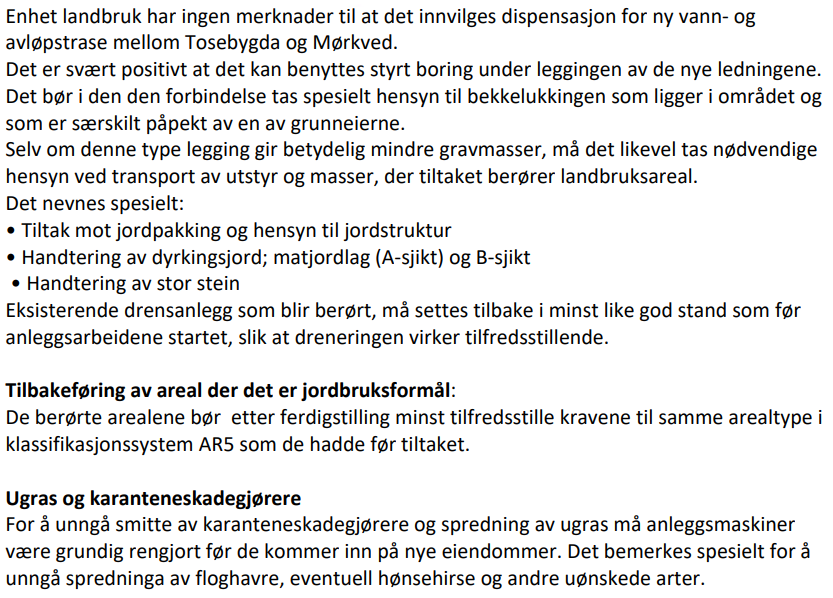 Enhet landbruk har ingen merknader til at det innvilges dispensasjon for ny vann- og
avløpstrase mellom Tosebygda og Mørkved.
Det er svært positivt at det kan benyttes styrt boring under leggingen av de nye ledningene.
Det bør i den den forbindelse tas spesielt hensyn til bekkelukkingen som ligger i området og
som er særskilt påpekt av en av grunneierne.
Selv om denne type legging gir betydelig mindre gravmasser, må det likevel tas nødvendige
hensyn ved transport av utstyr og masser, der tiltaket berører landbruksareal.
Det nevnes spesielt:
• Tiltak mot jordpakking og hensyn til jordstruktur
• Handtering av dyrkingsjord; matjordlag (A-sjikt) og B-sjikt
• Handtering av stor stein
Eksisterende drensanlegg som blir berørt, må settes tilbake i minst like god stand som før
anleggsarbeidene startet, slik at dreneringen virker tilfredsstillende.
Tilbakeføring av areal der det er jordbruksformål:
De berørte arealene bør  etter ferdigstilling minst tilfredsstille kravene til samme arealtype i
klassifikasjonssystem AR5 som de hadde før tiltaket.
Ugras og karanteneskadegjørere
For å unngå smitte av karanteneskadegjørere og spredning av ugras må anleggsmaskiner
være grundig rengjort før de kommer inn på nye eiendommer. Det bemerkes spesielt for å
unngå spredninga av floghavre, eventuell hønsehirse og andre uønskede arter.